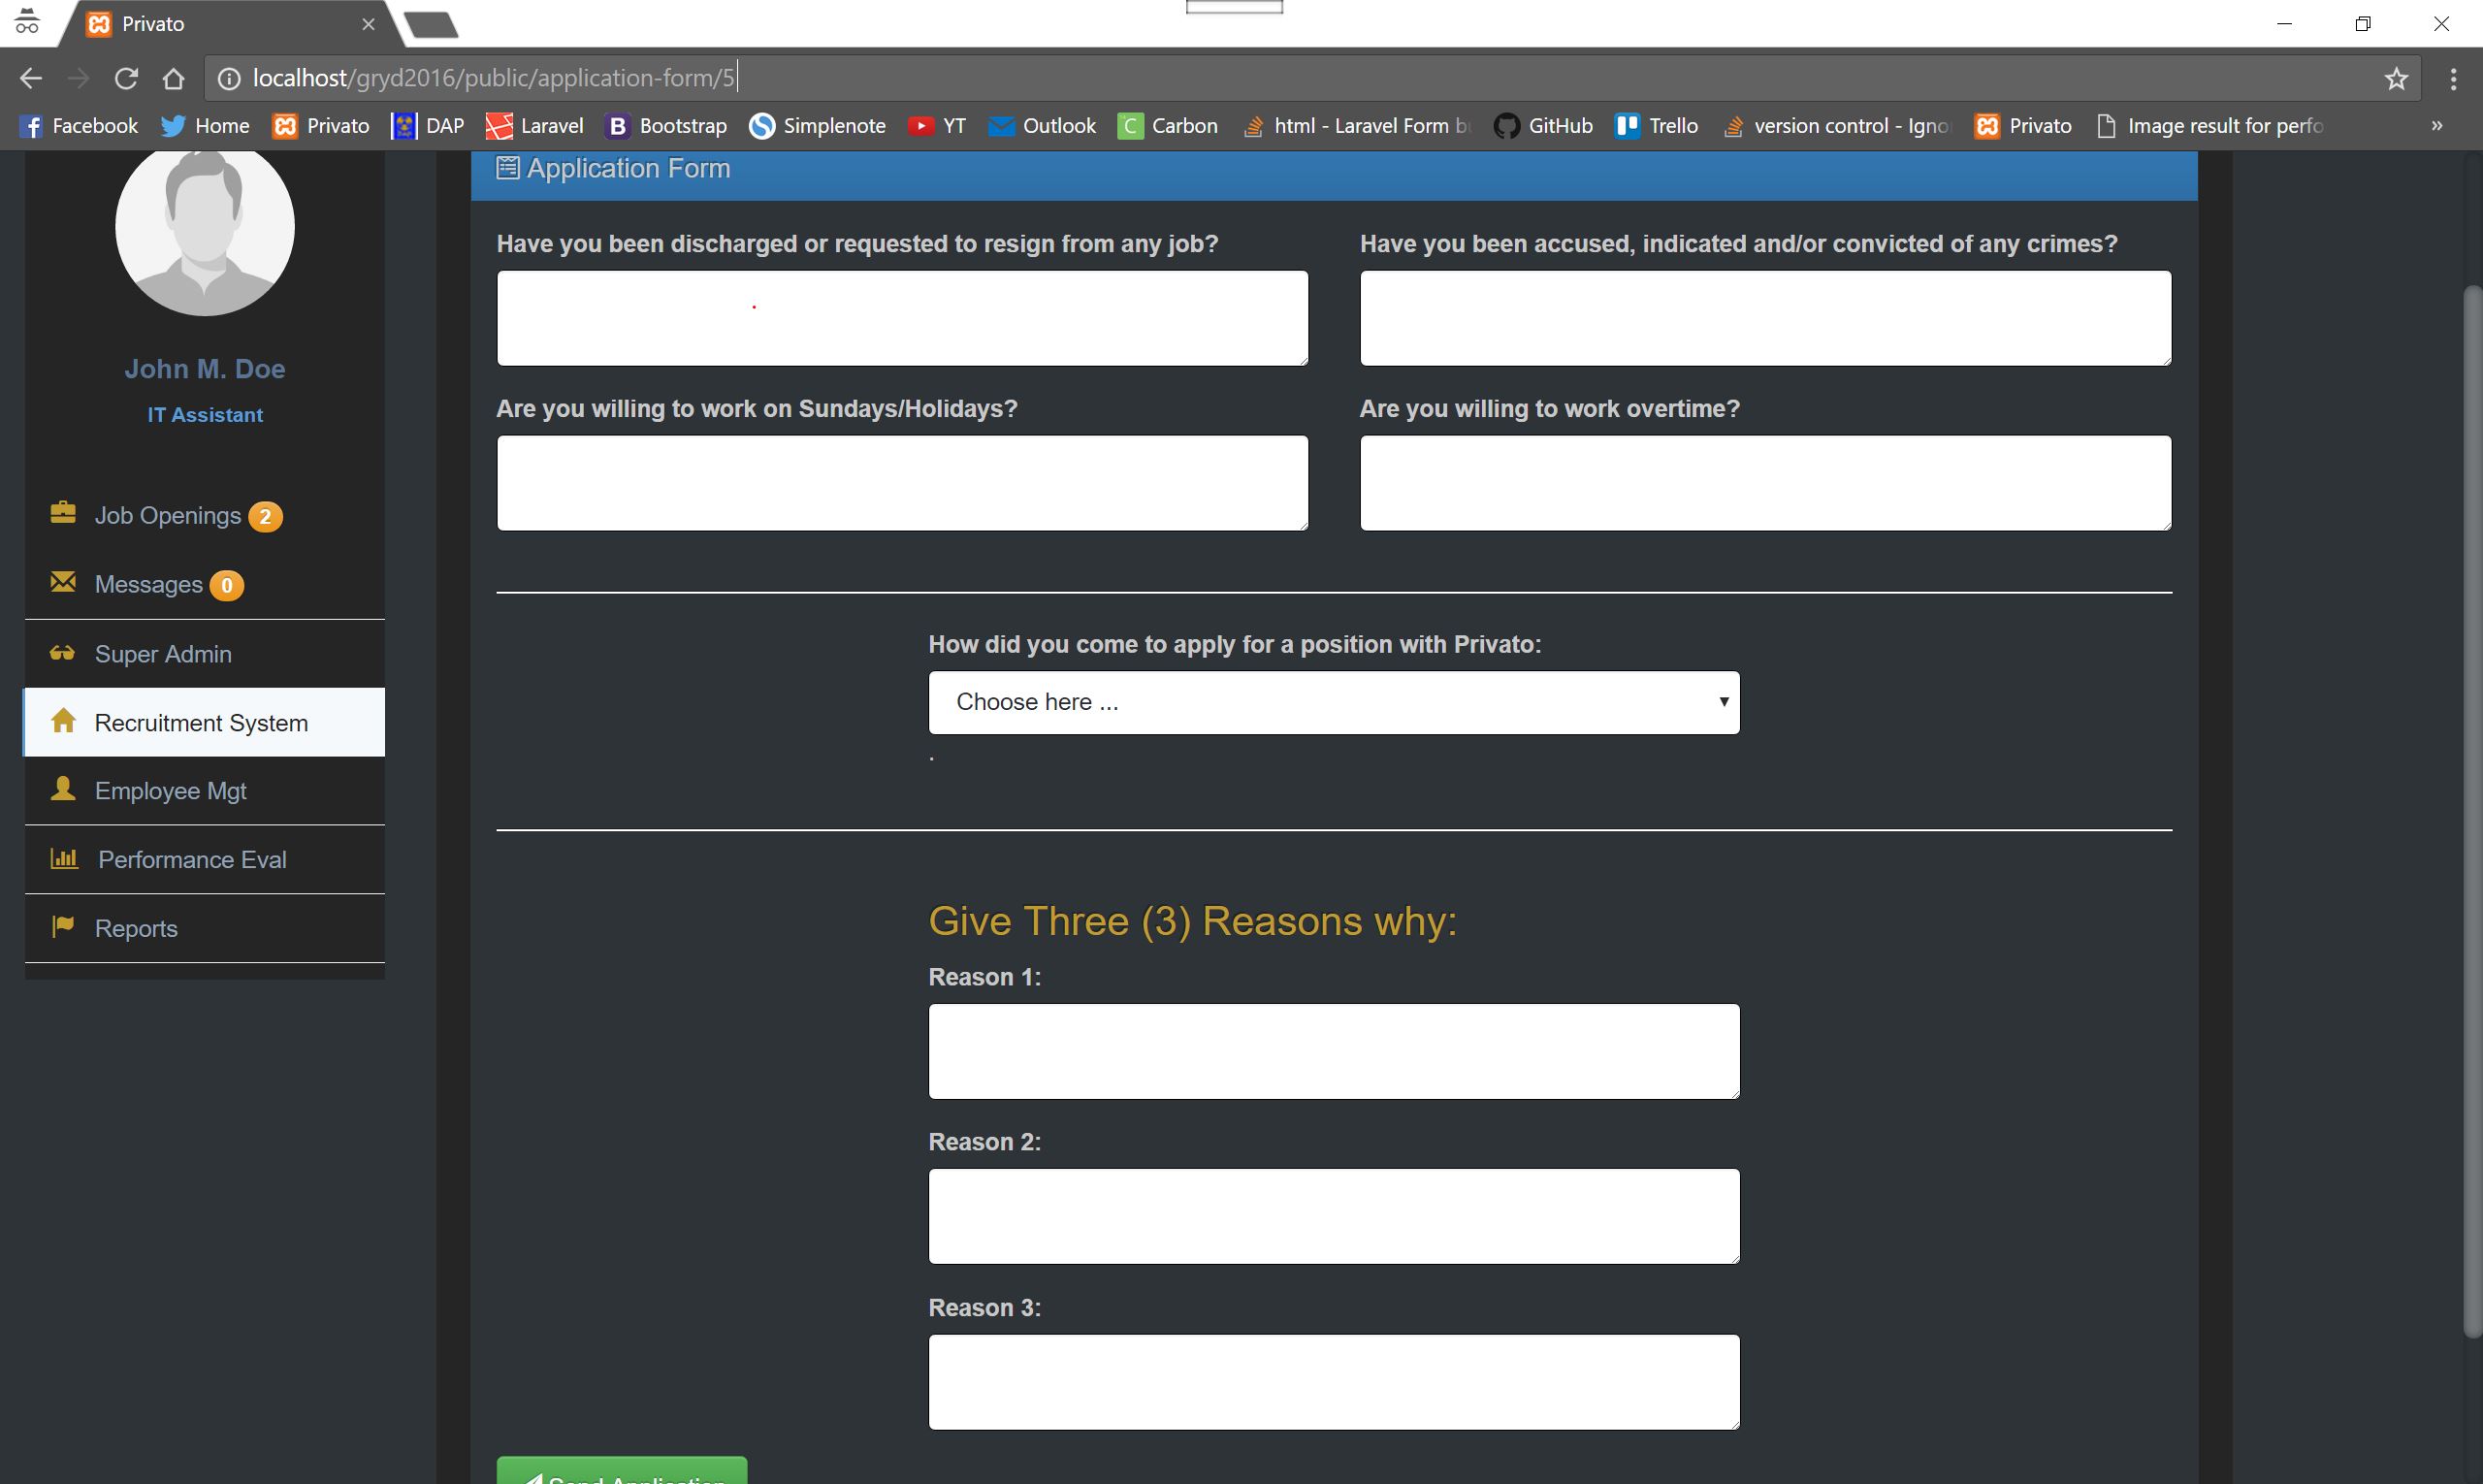 Privato
localhost/gryd2016/public/application-form/5
Facebook Home Privato DAP Laravel Bootstrap Simplenote YT Outlook Carbon html - Laravel Form b GitHub Trello version control - Igno Privato Image result for perfo »
Application Form
John M. Doe
IT Assistant
Job Openings 2
Messages 0
Super Admin
Recruitment System
Employee Mgt
Performance Eval
Reports
Have you been discharged or requested to resign from any job?
Have you been accused, indicated and/or convicted of any crimes?
Are you willing to work on Sundays/Holidays?
Are you willing to work overtime?
How did you come to apply for a position with Privato:
Choose here ...
.
Give Three (3) Reasons why:
Reason 1:
Reason 2:
Reason 3:
Send Application